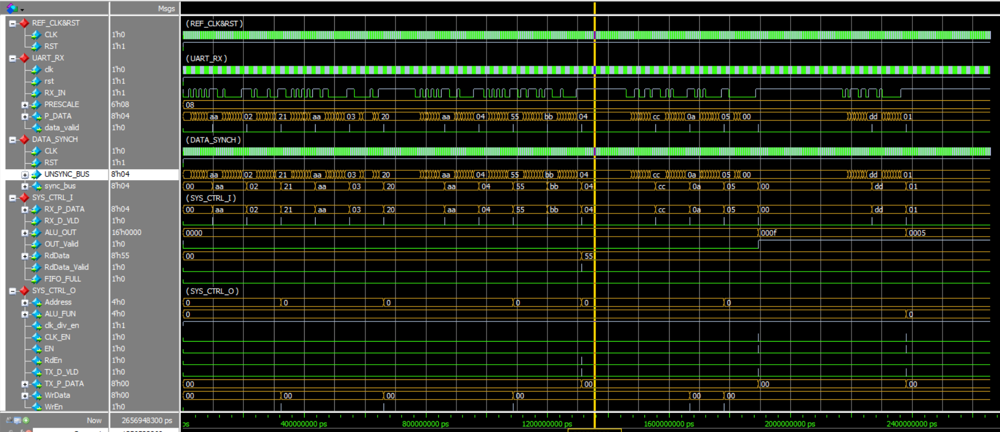 Msgs
REF_CLK&RST (REF_CLK&RST)
CLK 1'h0
RST 1'h1
UART_RX (UART_RX)
clk 1'h0
rst 1'h1
RX_IN 1'h1
PRESCALE 6'h08 08
P_DATA 8'h04 aa 02 21 aa 03 20 aa 04 55 bb 04 cc 0a 05 00 dd 01
data_valid 1'h0
DATA_SYNCH (DATA_SYNCH)
CLK 1'h0
RST 1'h1
UNSYNC_BUS 8'h04 aa 02 21 aa 03 20 aa 04 55 bb 04 cc 0a 05 00 dd 01
sync_bus 8'h04 00 aa 02 21 aa 03 20 aa 04 55 bb 04 cc 0a 05 00 dd 01
SYS_CTRL_I (SYS_CTRL_I)
RX_P_DATA 8'h04 00 aa 02 21 aa 03 20 aa 04 55 bb 04 cc 0a 05 00 dd 01
RX_D_VLD 1'h0
ALU_OUT 16'h0000 0000 000f 0005
OUT_Valid 1'h0
RdData 8'h55 00 55
RdData_Valid 1'h0
FIFO_FULL 1'h0
SYS_CTRL_O (SYS_CTRL_O)
Address 4'h0 0 0 0 0 0 0
ALU_FUN 4'h0 0 0
clk_div_en 1'h1
CLK_EN 1'h0
EN 1'h0
RdEn 1'h0
TX_D_VLD 1'h0
TX_P_DATA 8'h00 00 00 00 00
WrData 8'h00 00 00 00 00 00 00
WrEn 1'h0
Now 2656948300 ps ps 400000000 ps 800000000 ps 1200000000 ps 1600000000 ps 2000000000 ps 2400000000 ps